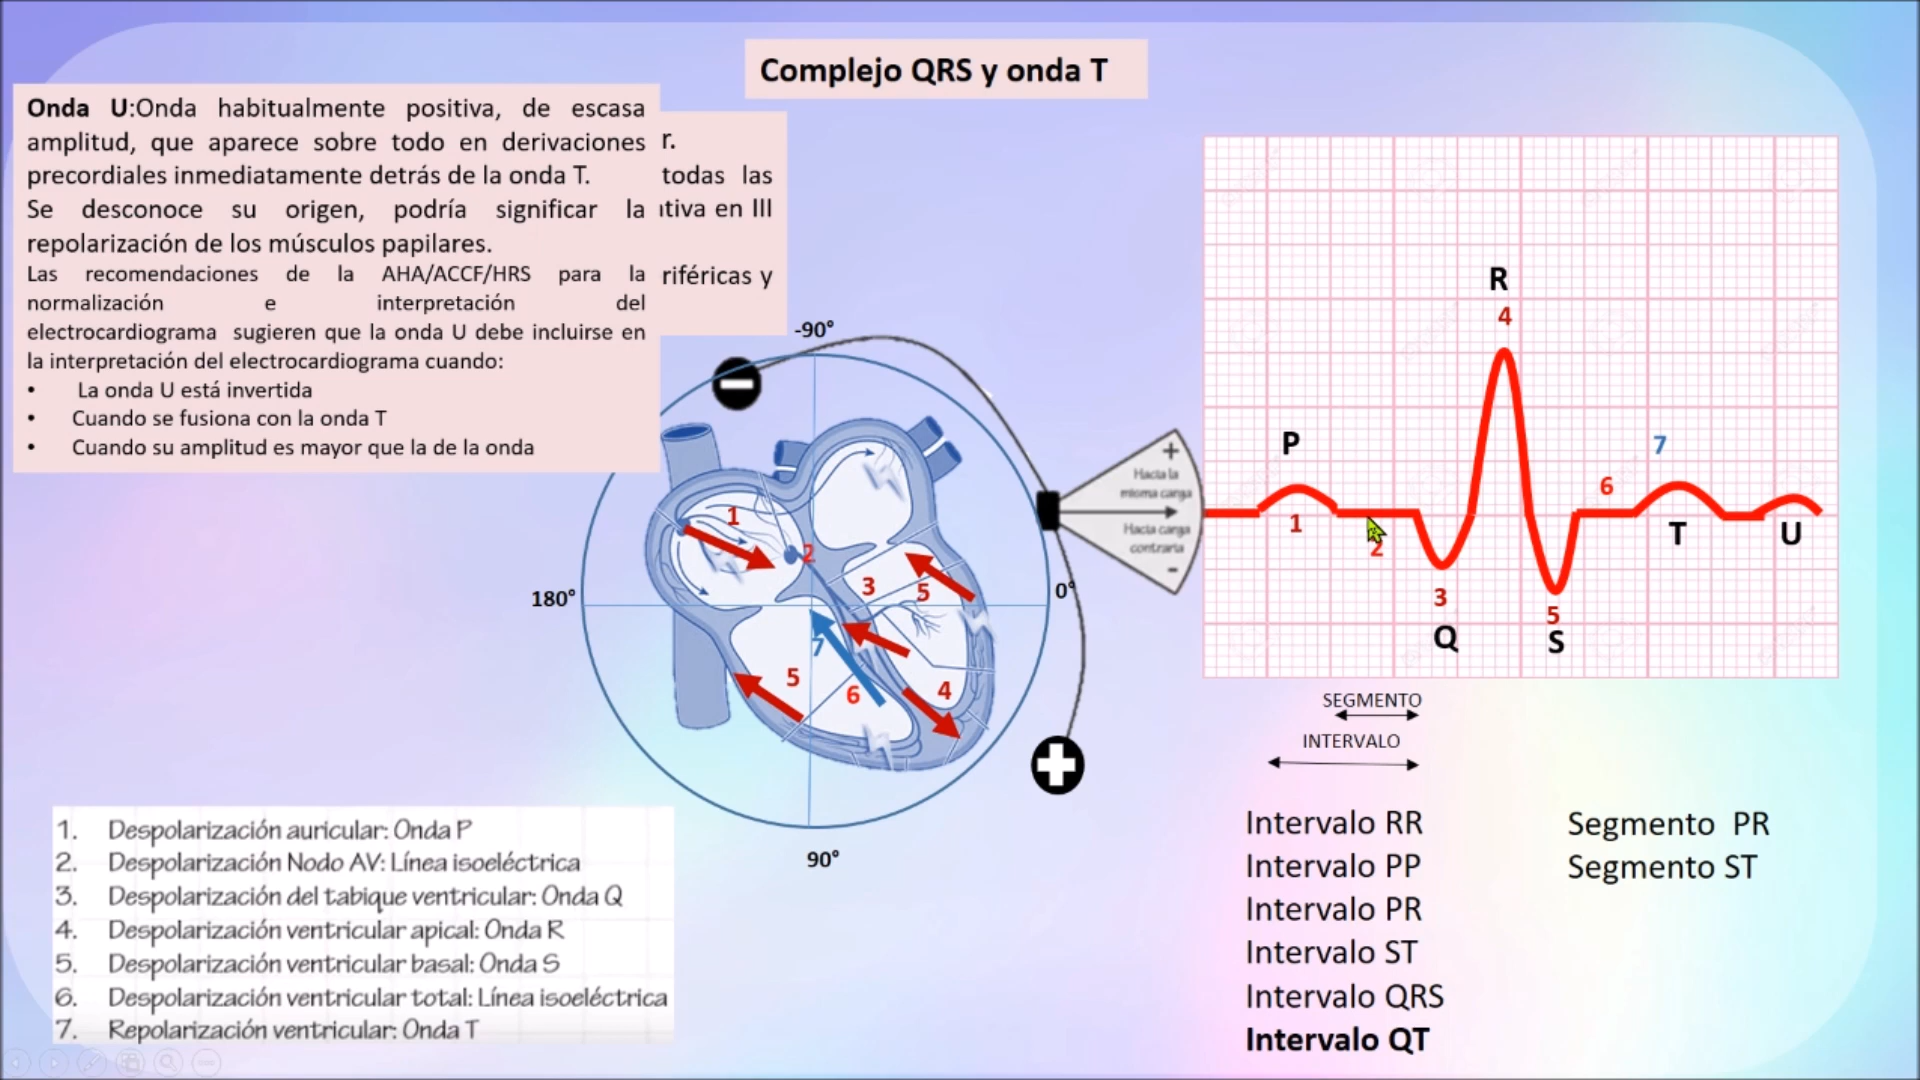 Complejo QRS y onda T
Onda U:Onda habitualmente positiva, de escasa
amplitud, que aparece sobre todo en derivaciones
precordiales inmediatamente detrás de la onda T.
Se desconoce su origen, podría significar la
repolarización de los músculos papilares.
Las recomendaciones de la AHA/ACCF/HRS para la
normalización e interpretación del
electrocardiograma sugieren que la onda U debe incluirse en
la interpretación del electrocardiograma cuando:
• La onda U está invertida
• Cuando se fusiona con la onda T
• Cuando su amplitud es mayor que la de la onda
r.
todas las
tiva en III
riféricas y
-90°
180°
0°
90°
1
2
3
5
7
5
6
4
+
Hacia la
misma carga
Hacia carga
contraria
-
R
4
P
7
6
1
2
T
U
3
5
Q
S
SEGMENTO
INTERVALO
Intervalo RR
Intervalo PP
Intervalo PR
Intervalo ST
Intervalo QRS
Intervalo QT
Segmento PR
Segmento ST
1. Despolarización auricular: Onda P
2. Despolarización Nodo AV: Línea isoeléctrica
3. Despolarización del tabique ventricular: Onda Q
4. Despolarización ventricular apical: Onda R
5. Despolarización ventricular basal: Onda S
6. Despolarización ventricular total: Línea isoeléctrica
7. Repolarización ventricular: Onda T